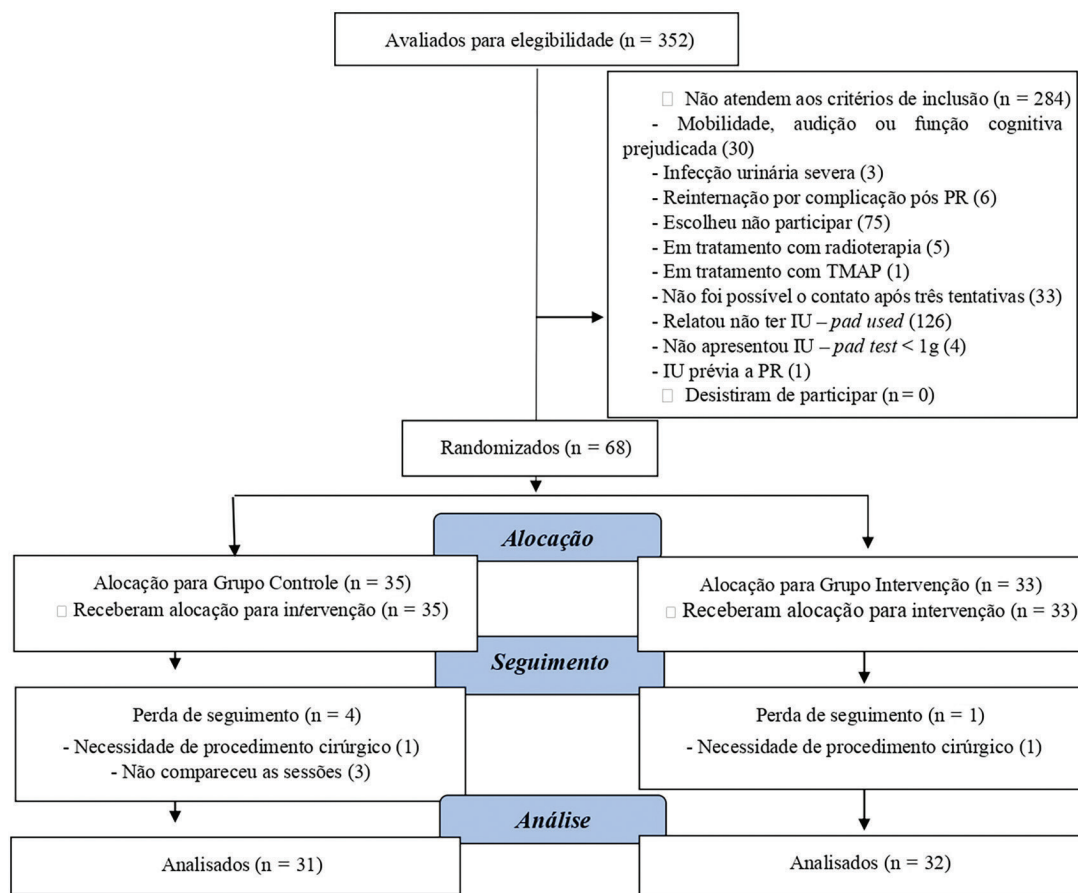 Avaliados para elegibilidade (n = 352)
□ Não atendem aos critérios de inclusão (n = 284)
- Mobilidade, audição ou função cognitiva
prejudicada (30)
- Infecção urinária severa (3)
- Reinternação por complicação pós PR (6)
- Escolheu não participar (75)
- Em tratamento com radioterapia (5)
- Em tratamento com TMAP (1)
- Não foi possível o contato após três tentativas (33)
- Relatou não ter IU – pad used (126)
- Não apresentou IU – pad test < 1g (4)
- IU prévia a PR (1)
□ Desistiram de participar (n = 0)
Randomizados (n = 68)
Alocação
Alocação para Grupo Controle (n = 35)
□ Receberam alocação para intervenção (n = 35)
Alocação para Grupo Intervenção (n = 33)
□ Receberam alocação para intervenção (n = 33)
Seguimento
Perda de seguimento (n = 4)
- Necessidade de procedimento cirúrgico (1)
- Não compareceu as sessões (3)
Perda de seguimento (n = 1)
- Necessidade de procedimento cirúrgico (1)
Análise
Analisados (n = 31)
Analisados (n = 32)